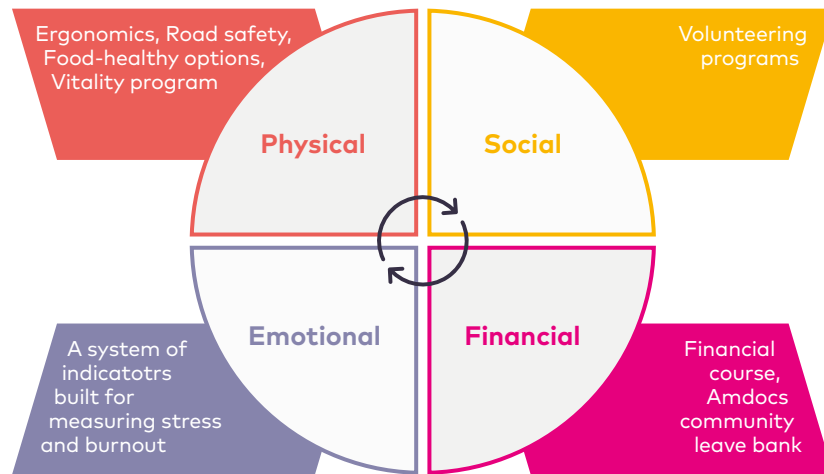 Ergonomics, Road safety,
Food-healthy options,
Vitality program
Physical
Volunteering
programs
Social
A system of
indicatotrs
built for
measuring stress
and burnout
Emotional
Financial
course,
Amdocs
community
leave bank
Financial